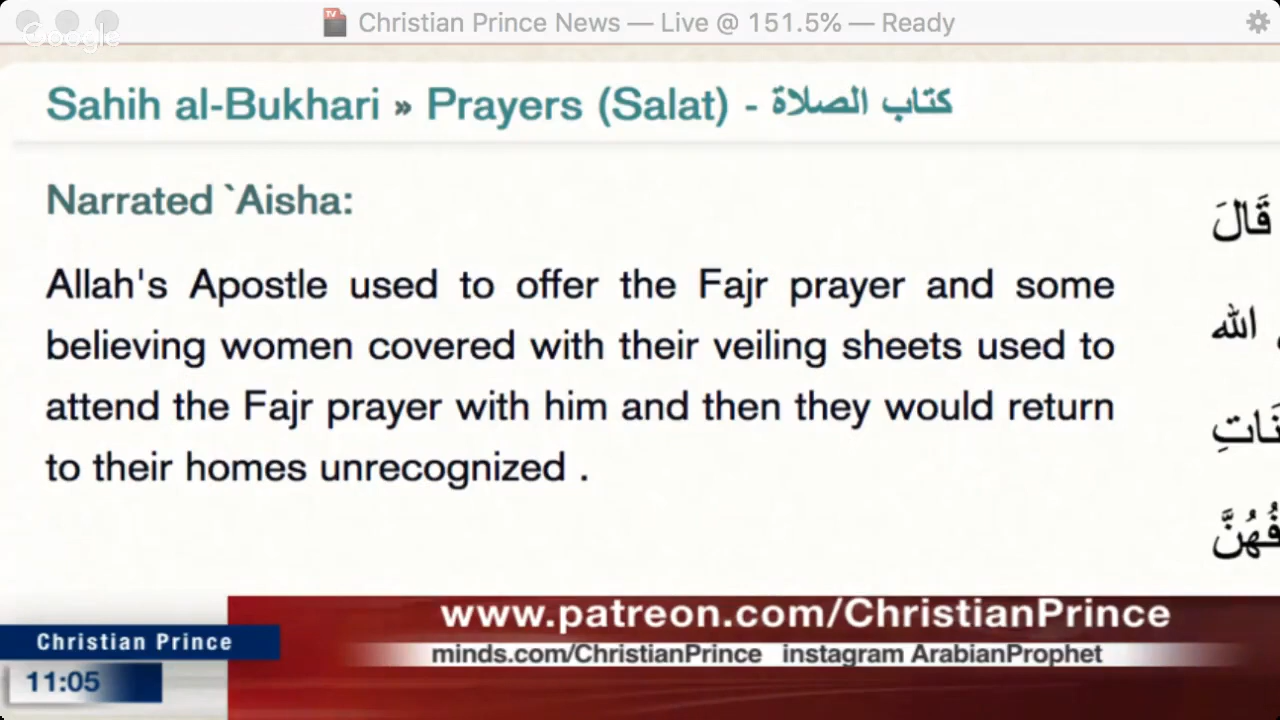 Christian Prince News — Live @ 151.5% — Ready
Google
Sahih al-Bukhari » Prayers (Salat) - كتاب الصلاة
Narrated `Aisha:
قَالَ
Allah's Apostle used to offer the Fajr prayer and some
الله
believing women covered with their veiling sheets used to
attend the Fajr prayer with him and then they would return
to their homes unrecognized .
www.patreon.com/ChristianPrince
Christian Prince
minds.com/ChristianPrince instagram ArabianProphet
11:05